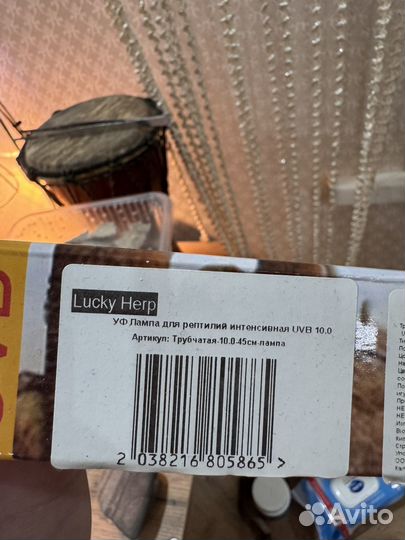 Lucky Herp
УФ Лампа для рептилий интенсивная UVB 10.0
Артикул: Трубчатая-10.0-45см-лампа
2 038216 805865 >
Avito